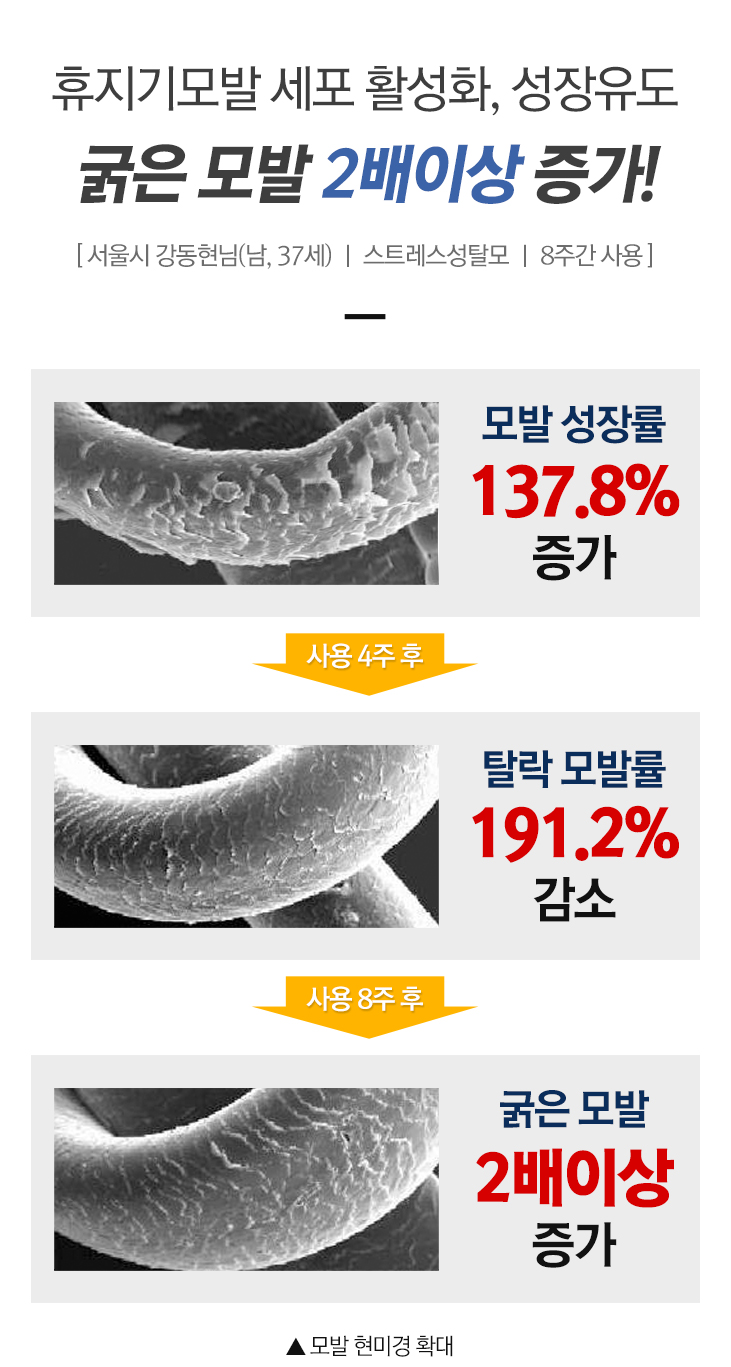 휴지기모발 세포 활성화, 성장유도
굵은 모발 2배이상 증가!
[ 서울시 강동현님(남, 37세) ㅣ 스트레스성탈모 ㅣ 8주간 사용 ]
모발 성장률
137.8%
증가
사용 4주 후
탈락 모발률
191.2%
감소
사용 8주 후
굵은 모발
2배이상
증가
▲ 모발 현미경 확대